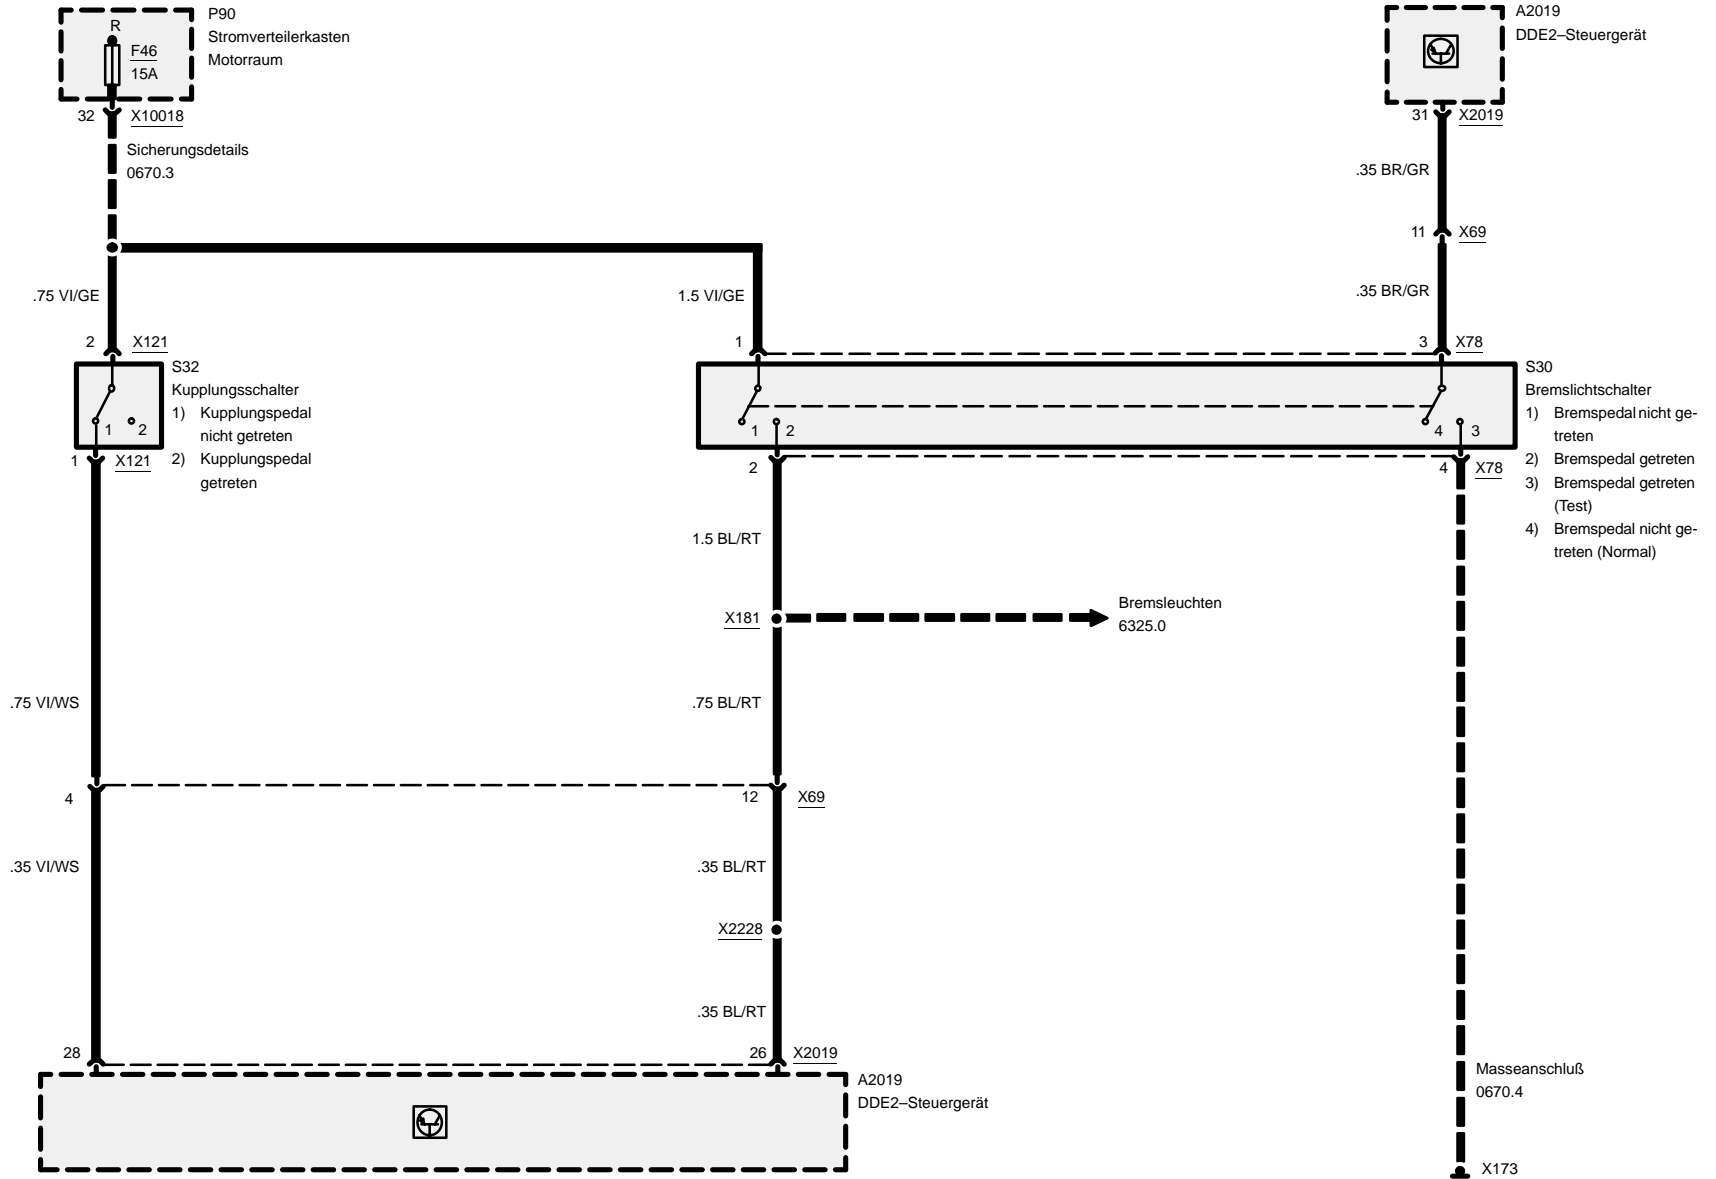 P90
Stromverteilerkasten
Motorraum
R
F46
15A
32 X10018
Sicherungsdetails
0670.3
A2019
DDE2–Steuergerät
31 X2019
.35 BR/GR
11 X69
.35 BR/GR
.75 VI/GE
1.5 VI/GE
2 X121
1
3 X78
S32
Kupplungsschalter
1) Kupplungspedal
nicht getreten
2) Kupplungspedal
getreten
1 2
1 X121
1 2
4 3
S30
Bremslichtschalter
1) Bremspedal nicht ge-
treten
2) Bremspedal getreten
3) Bremspedal getreten
(Test)
4) Bremspedal nicht ge-
treten (Normal)
2
4 X78
1.5 BL/RT
X181
Bremsleuchten
6325.0
.75 VI/WS
.75 BL/RT
4
12 X69
.35 VI/WS
.35 BL/RT
X2228
.35 BL/RT
28
26 X2019
A2019
DDE2–Steuergerät
Masseanschluß
0670.4
X173